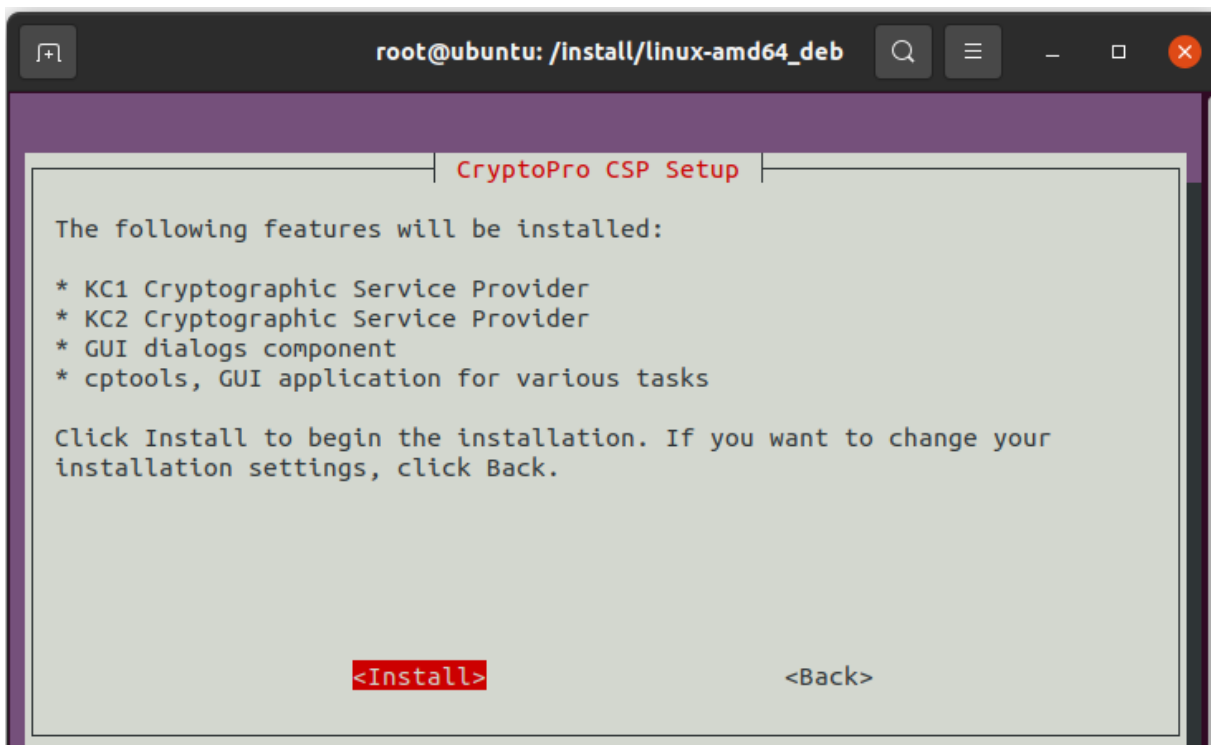 root@ubuntu: /install/linux-amd64_deb
CryptoPro CSP Setup
The following features will be installed:
* KC1 Cryptographic Service Provider
* KC2 Cryptographic Service Provider
* GUI dialogs component
* cptools, GUI application for various tasks
Click Install to begin the installation. If you want to change your
installation settings, click Back.
<Install> <Back>